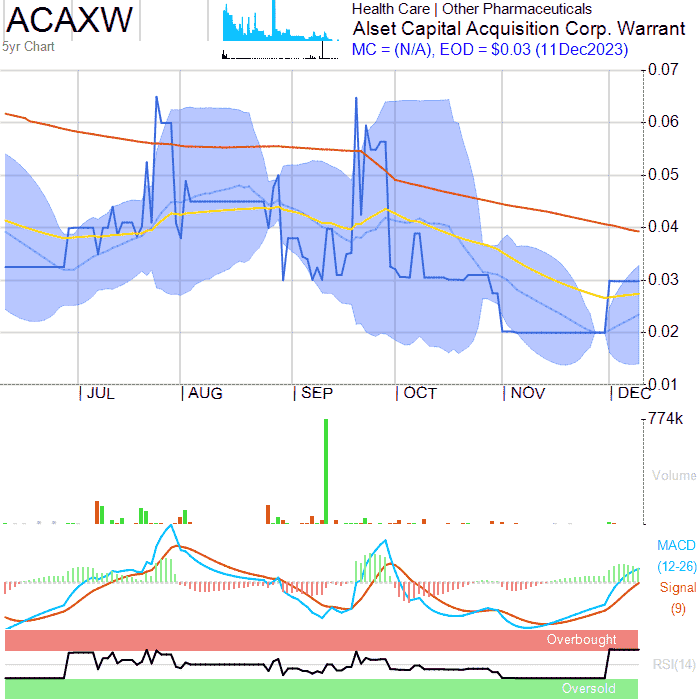 ACAXW
5yr Chart
Health Care | Other Pharmaceuticals
Alset Capital Acquisition Corp. Warrant
MC = (N/A), EOD = $0.03 (11Dec2023)
0.07
0.06
0.05
0.04
0.03
0.02
0.01
JUL AUG SEP OCT NOV DEC
774k
Volume
MACD
(12-26)
Signal
(9)
Overbought
RSI(14)
Oversold